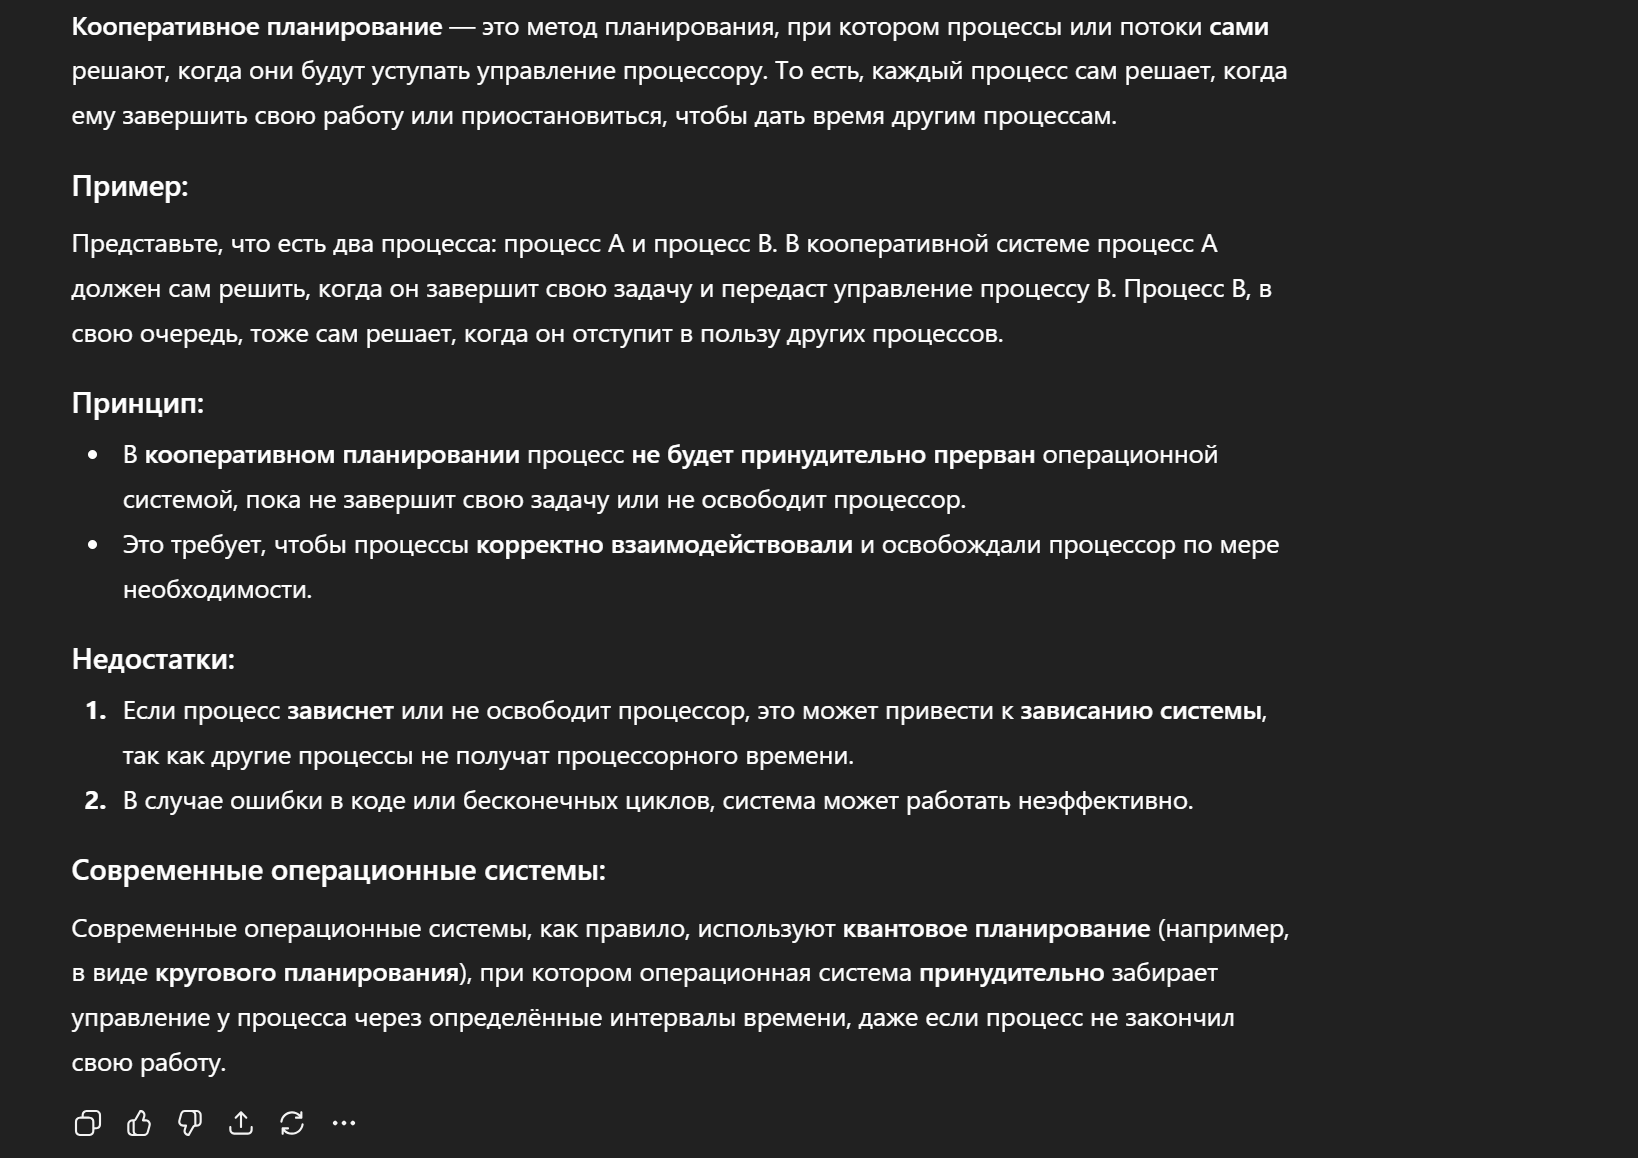 Кооперативное планирование — это метод планирования, при котором процессы или потоки сами
решают, когда они будут уступать управление процессору. То есть, каждый процесс сам решает, когда
ему завершить свою работу или приостановиться, чтобы дать время другим процессам.
Пример:
Представьте, что есть два процесса: процесс A и процесс B. В кооперативной системе процесс A
должен сам решить, когда он завершит свою задачу и передаст управление процессу B. Процесс B, в
свою очередь, тоже сам решает, когда он отступит в пользу других процессов.
Принцип:
• В кооперативном планировании процесс не будет принудительно прерван операционной
системой, пока не завершит свою задачу или не освободит процессор.
• Это требует, чтобы процессы корректно взаимодействовали и освобождали процессор по мере
необходимости.
Недостатки:
1. Если процесс зависнет или не освободит процессор, это может привести к зависанию системы,
так как другие процессы не получат процессорного времени.
2. В случае ошибки в коде или бесконечных циклов, система может работать неэффективно.
Современные операционные системы:
Современные операционные системы, как правило, используют квантовое планирование (например,
в виде кругового планирования), при котором операционная система принудительно забирает
управление у процесса через определённые интервалы времени, даже если процесс не закончил
свою работу.